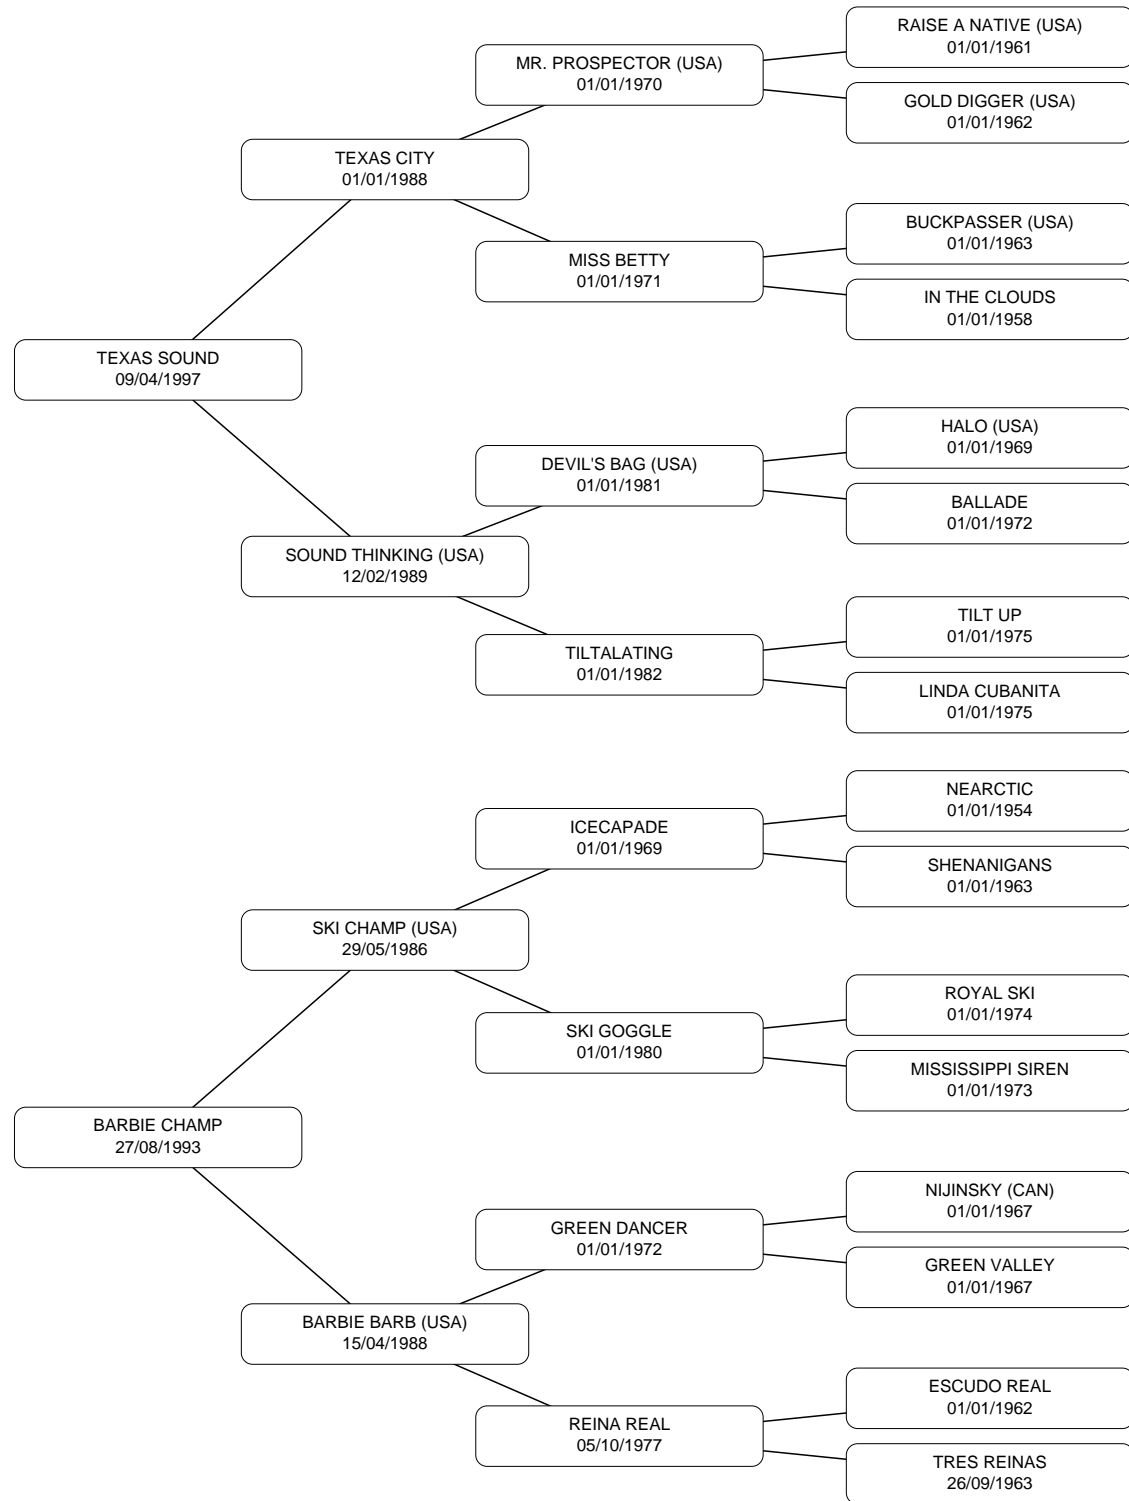 RAISE A NATIVE (USA)
01/01/1961
MR. PROSPECTOR (USA)
01/01/1970
GOLD DIGGER (USA)
01/01/1962
TEXAS CITY
01/01/1988
BUCKPASSER (USA)
01/01/1963
MISS BETTY
01/01/1971
IN THE CLOUDS
01/01/1958
TEXAS SOUND
09/04/1997
HALO (USA)
01/01/1969
DEVIL'S BAG (USA)
01/01/1981
BALLADE
01/01/1972
SOUND THINKING (USA)
12/02/1989
TILT UP
01/01/1975
TILTALATING
01/01/1982
LINDA CUBANITA
01/01/1975
NEARCTIC
01/01/1954
ICECAPADE
01/01/1969
SHENANIGANS
01/01/1963
SKI CHAMP (USA)
29/05/1986
ROYAL SKI
01/01/1974
SKI GOGGLE
01/01/1980
MISSISSIPPI SIREN
01/01/1973
BARBIE CHAMP
27/08/1993
NIJINSKY (CAN)
01/01/1967
GREEN DANCER
01/01/1972
GREEN VALLEY
01/01/1967
BARBIE BARB (USA)
15/04/1988
ESCUDO REAL
01/01/1962
REINA REAL
05/10/1977
TRES REINAS
26/09/1963